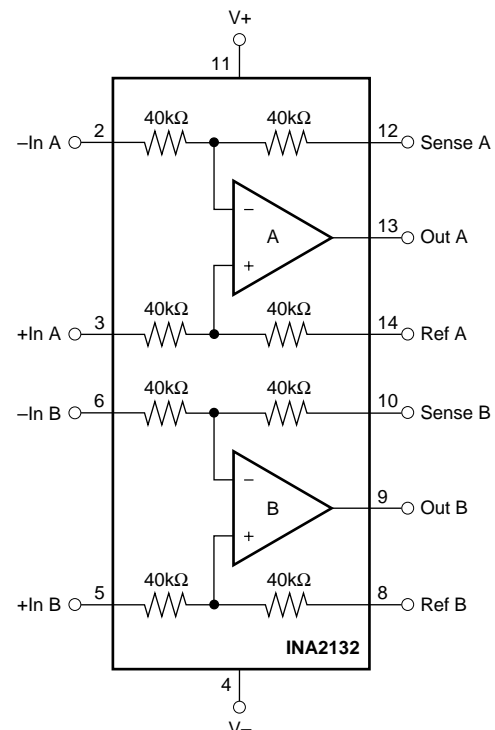 V+
11
40kΩ 40kΩ
–In A 2 12 Sense A
–
13
A Out A
+
40kΩ 40kΩ
+In A 3 14 Ref A
40kΩ 40kΩ
–In B 6 10 Sense B
–
9
B Out B
+
40kΩ 40kΩ
+In B 5 8 Ref B
INA2132
4
V–